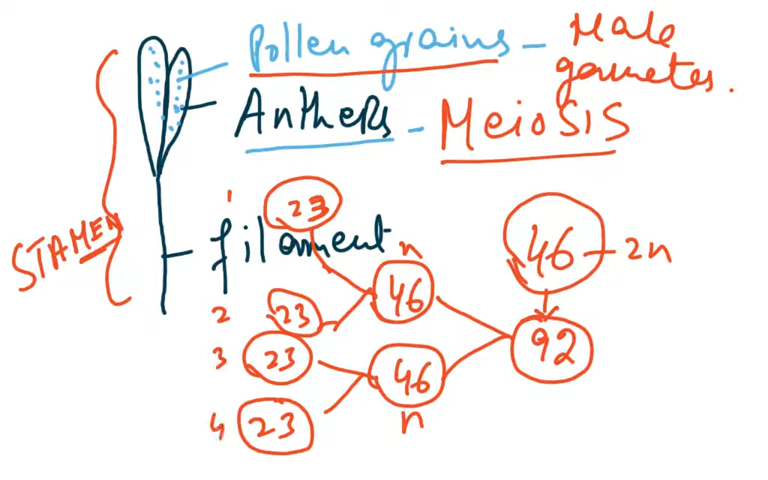 Pollen grains - Male
gametes.
Anthers - Meiosis
STAMEN
filament
1 23
n
46 - 2n
2 23
46
92
3 23
46
4 23
n